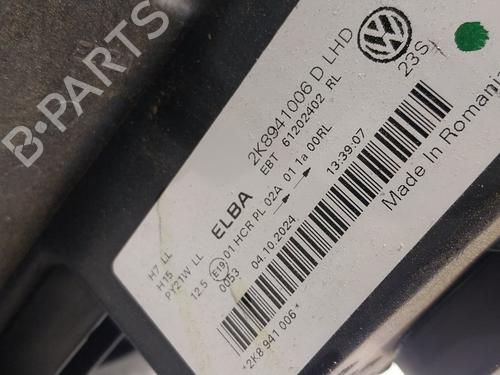 B-PARTS
2K8941006 D LHD
EBT 61202402 RL
ELBA
01 HCR PL 02A 01 1a 00RL
E19
12.5
0053
04.10.2024
13:39:07
H7 LL
H15
PY21W LL
*2K8 941 006*
23S
Made In Romani